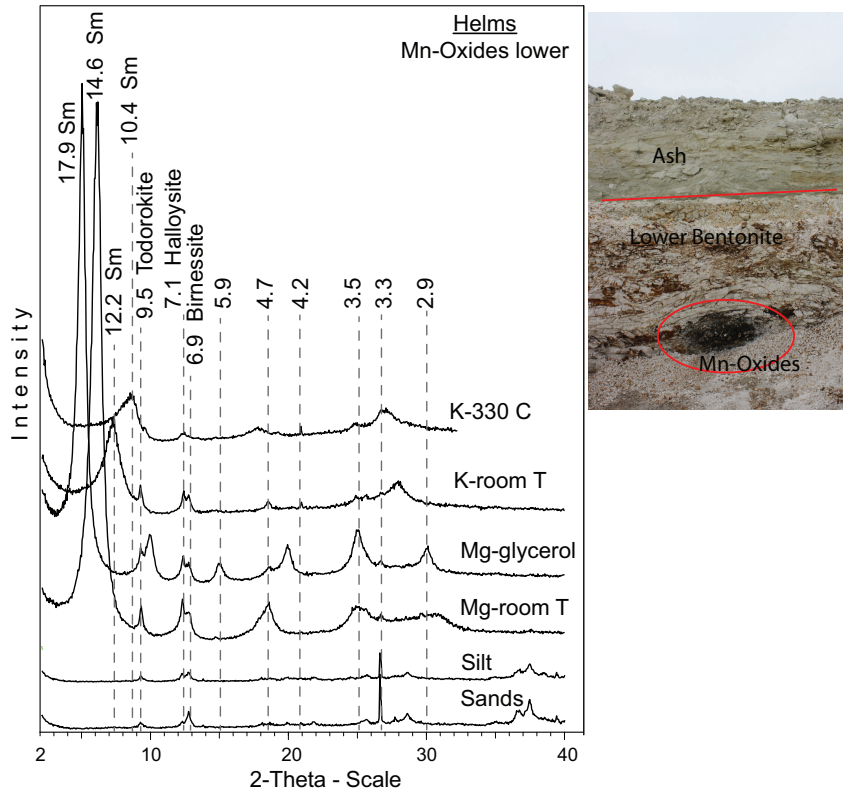 Helms
Mn-Oxides lower
17.9 Sm
14.6 Sm
12.2 Sm
10.4 Sm
9.5 Todorokite
7.1 Halloysite
6.9 Birnessite
5.9
4.7
4.2
3.5
3.3
2.9
Intensity
K-330 C
K-room T
Mg-glycerol
Mg-room T
Silt
Sands
2
10
20
30
40
2-Theta - Scale
Ash
Lower Bentonite
Mn-Oxides